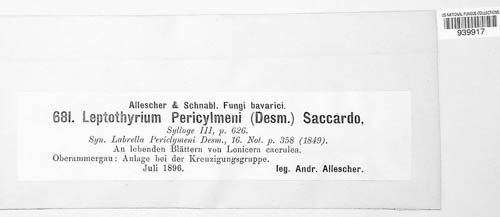 US NATIONAL FUNGUS COLLECTIONS
939917
Allescher & Schnabl. Fungi bavarici.
681. Leptothyrium Pericylmeni (Desm.) Saccardo,
Sylloge III, p. 626.
Syn. Labrella Periclymeni Desm., 16. Not. p. 358 (1849).
An lebenden Blättern von Lonicera caerulea.
Oberammergau: Anlage bei der Kreuzigungsgruppe.
Juli 1896. leg. Andr. Allescher.